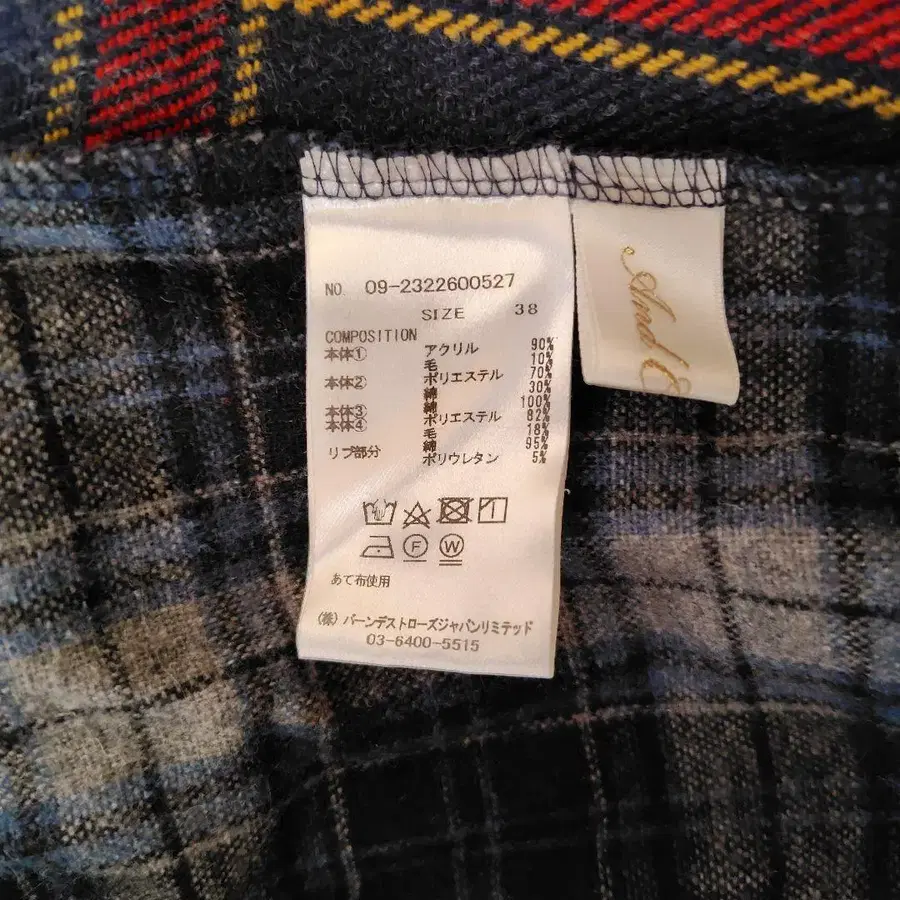 NO 09-2322600527
SIZE 38
COMPOSITION
本体① アクリル 90%
毛 10%
本体② ポリエステル 70%
綿 30%
本体③ 綿 100%
本体④ ポリエステル 82%
毛 18%
リブ部分 綿 95%
ポリウレタン 5%
F W
あて布使用
(株) バーンデストローズジャパンリミテッド
03-6400-5515
And